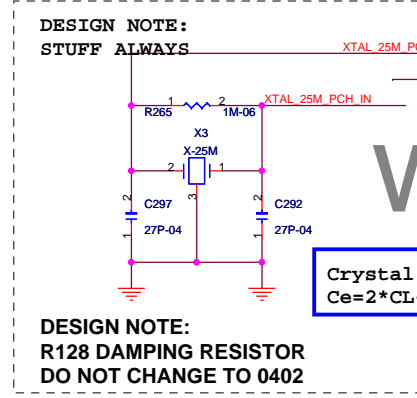 DESIGN NOTE:
STUFF ALWAYS
XTAL_25M_PC
1
2
XTAL_25M_PCH_IN
R265
1M-06
X3
X-25M
2
1
3
2
C297
2
C292
1
27P-04
1
27P-04
Crystal
Ce=2*CL
DESIGN NOTE:
R128 DAMPING RESISTOR
DO NOT CHANGE TO 0402